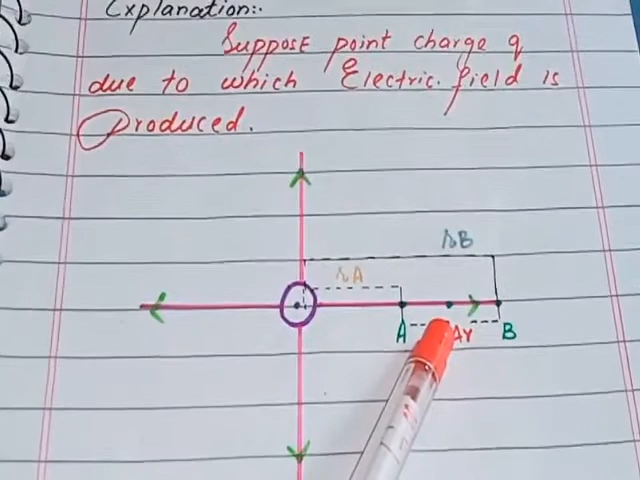 Explanation:-
Suppose point charge q
due to which Electric field is
Produced.
rB
rA
A
Δr
B